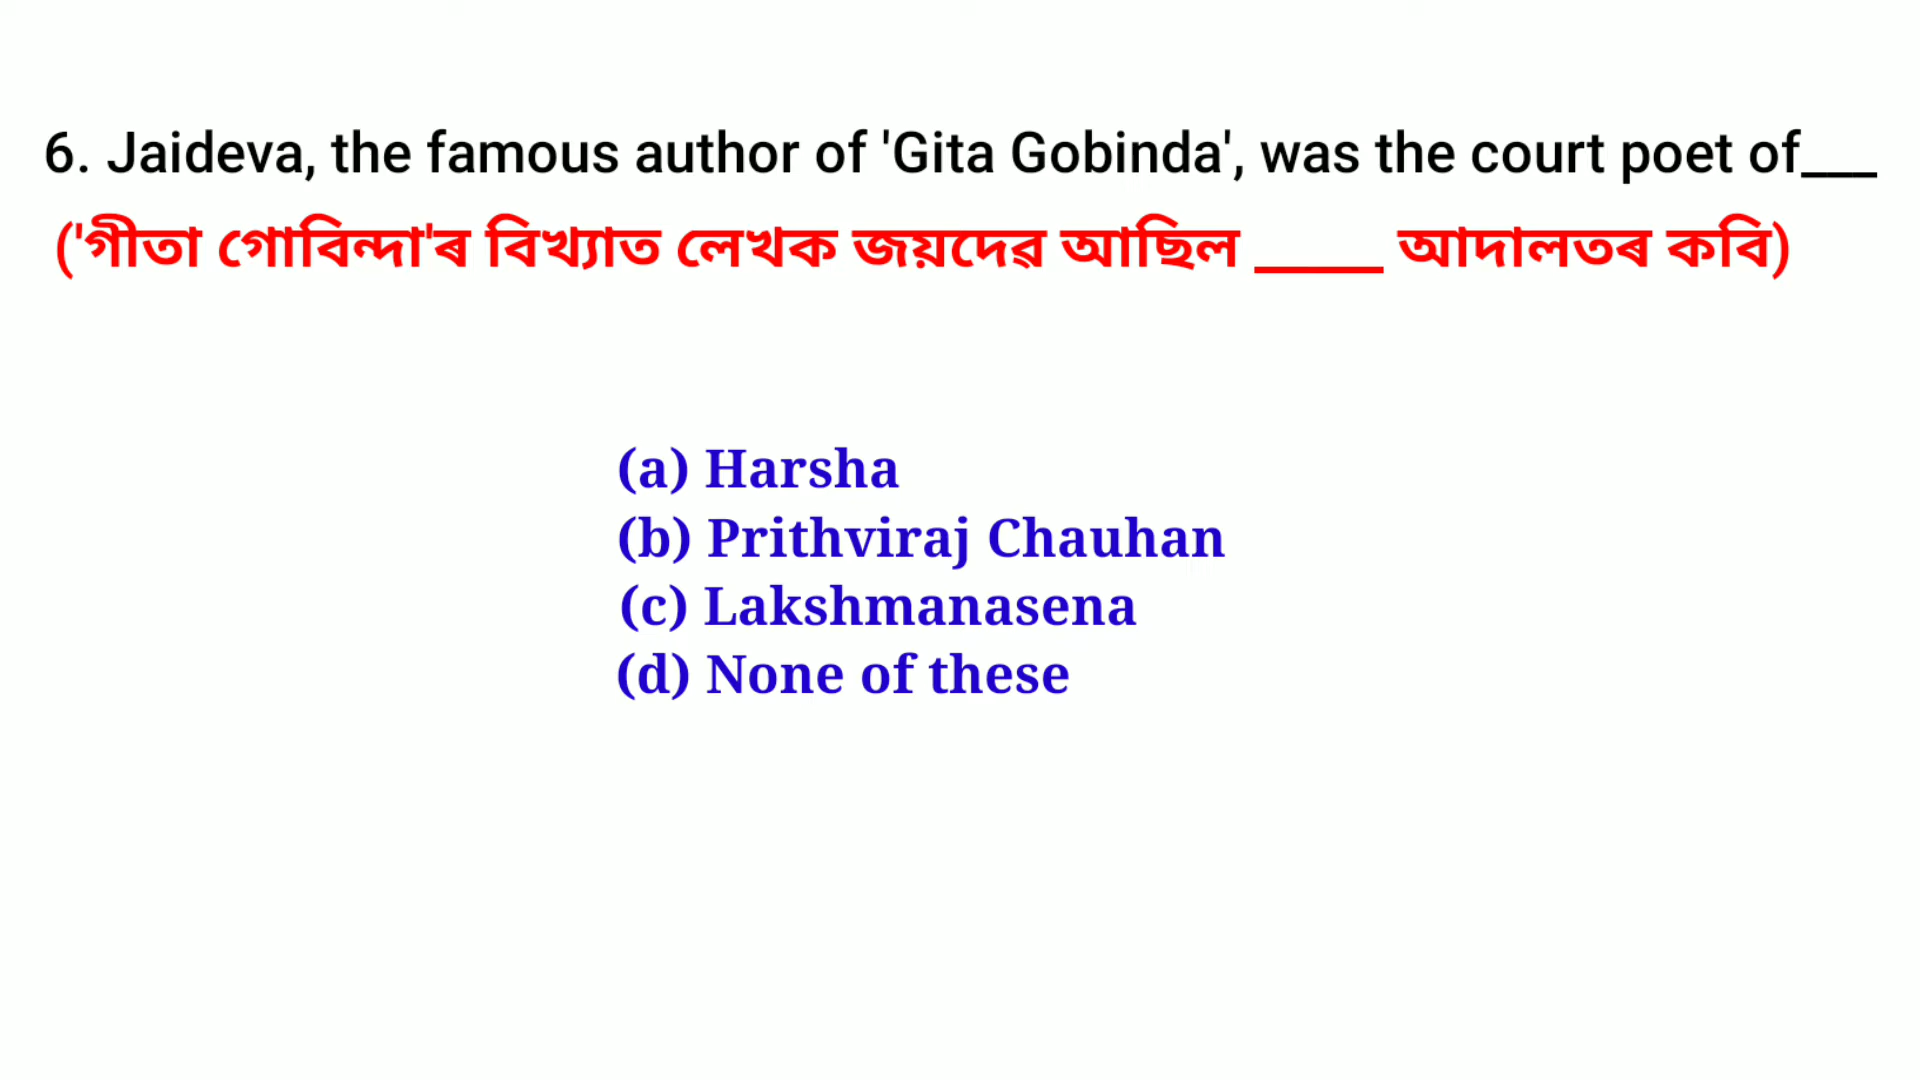 6. Jaideva, the famous author of 'Gita Gobinda', was the court poet of___
('গীতা গোবিন্দা'ৰ বিখ্যাত লেখক জয়দেৱ আছিল _____ আদালতৰ কবি)
(a) Harsha
(b) Prithviraj Chauhan
(c) Lakshmanasena
(d) None of these